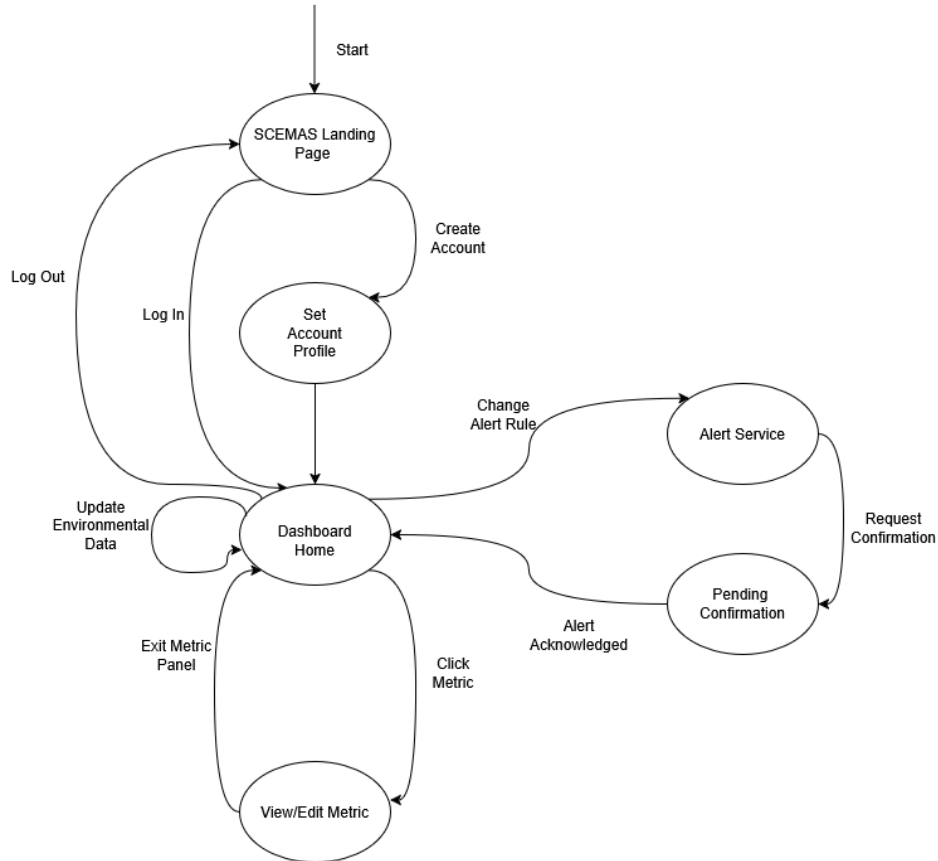 Start
SCEMAS Landing
Page
Create
Account
Log Out
Log In
Set
Account
Profile
Change
Alert Rule
Alert Service
Update
Environmental
Data
Dashboard
Home
Request
Confirmation
Pending
Confirmation
Exit Metric
Panel
Click
Metric
Alert
Acknowledged
View/Edit Metric